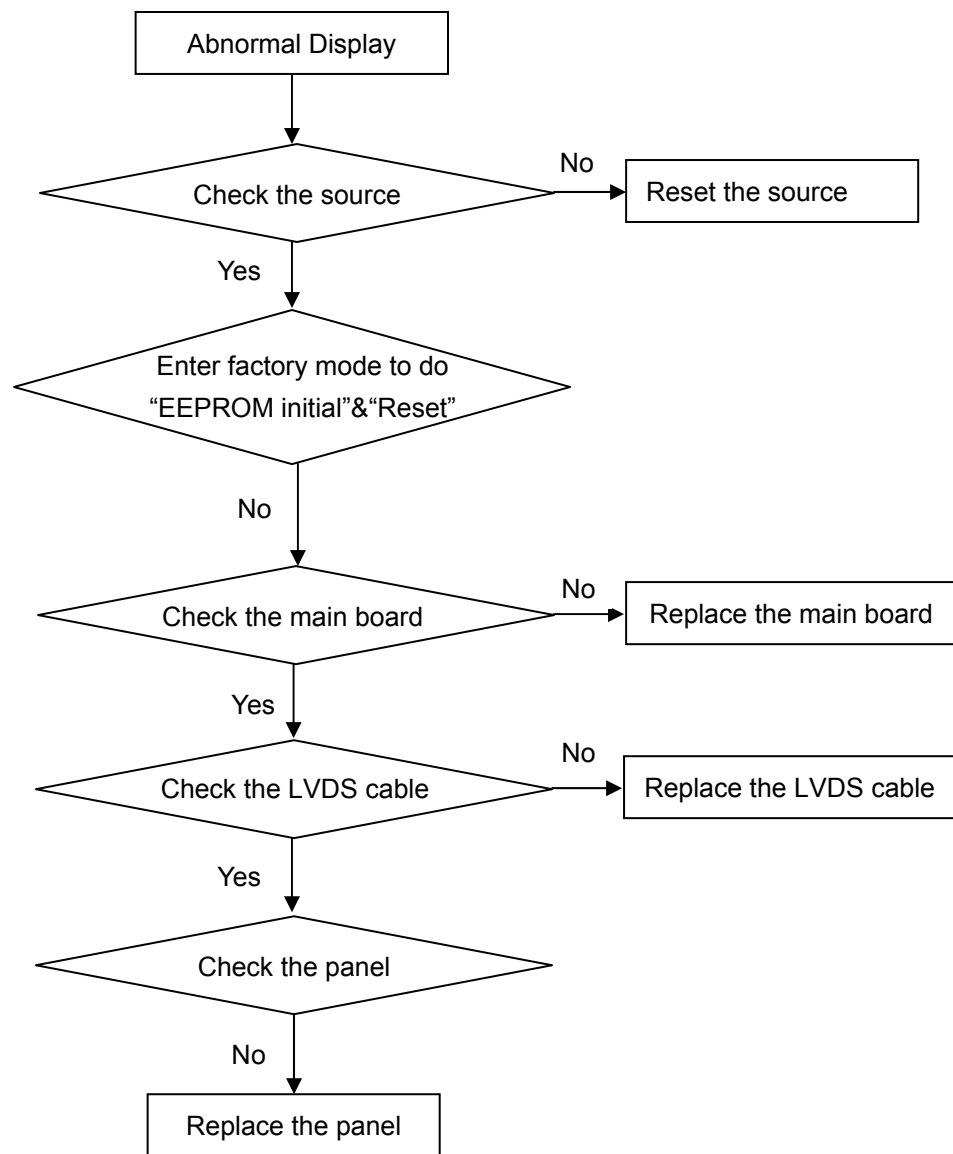 Abnormal Display
No
Check the source
Reset the source
Yes
Enter factory mode to do
“EEPROM initial”&“Reset”
No
No
Check the main board
Replace the main board
Yes
No
Check the LVDS cable
Replace the LVDS cable
Yes
Check the panel
No
Replace the panel